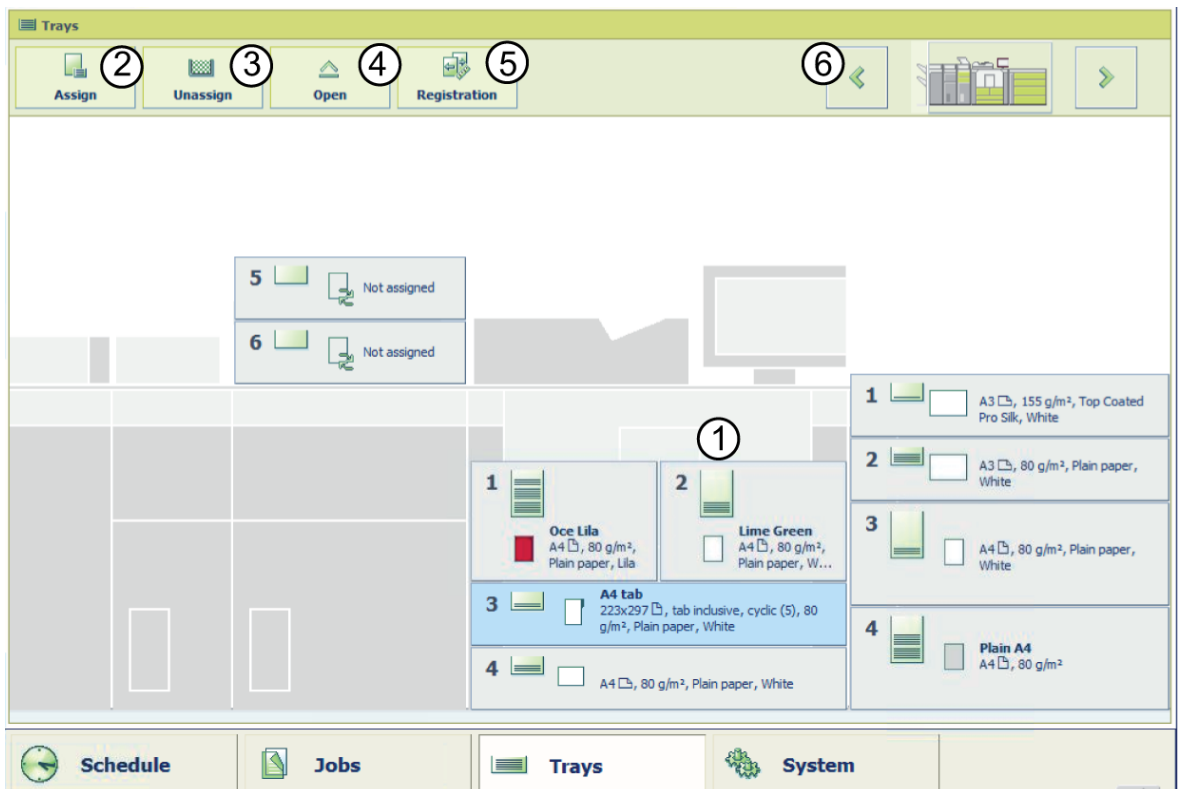 Trays
Assign
2
Unassign
3
Open
4
Registration
5
6
5
Not assigned
6
Not assigned
1
A3, 155 g/m², Top Coated
Pro Silk, White
2
A3, 80 g/m², Plain paper,
White
3
A4, 80 g/m², Plain paper,
White
4
Plain A4
A4, 80 g/m²
1
1
Oce Lila
A4, 80 g/m²,
Plain paper, Lila
2
Lime Green
A4, 80 g/m²,
Plain paper, W...
3
A4 tab
223x297, tab inclusive, cyclic (5), 80
g/m², Plain paper, White
4
A4, 80 g/m², Plain paper, White
Schedule
Jobs
Trays
System